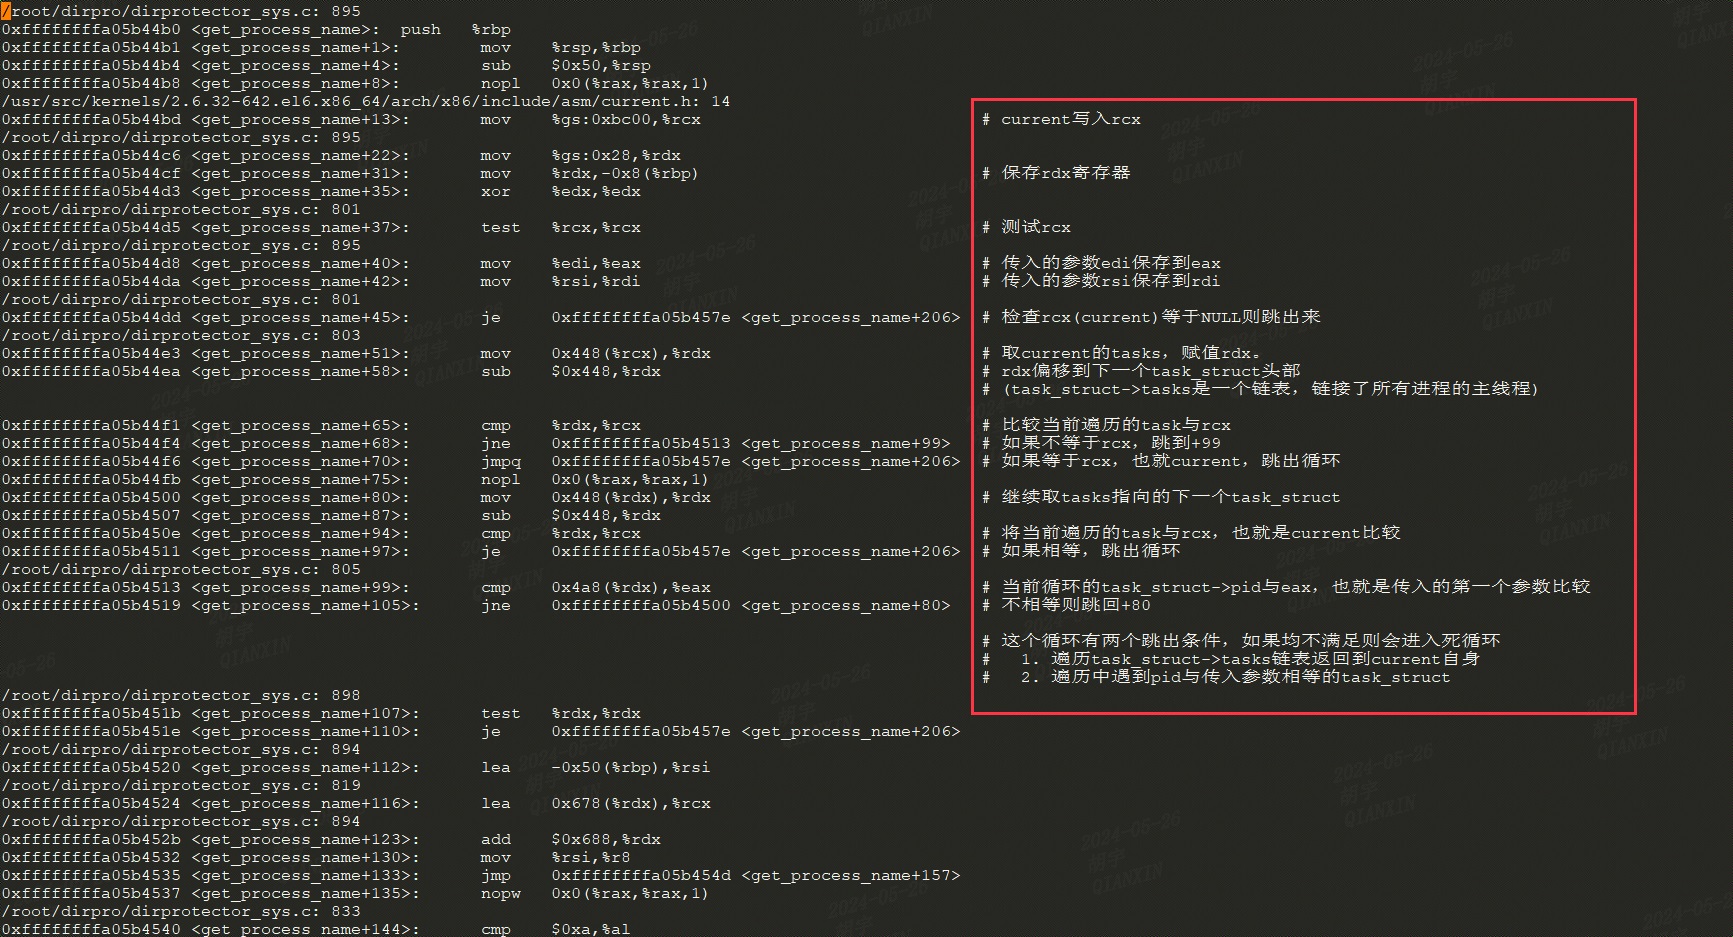 /root/dirpro/dirprotector_sys.c: 895
0xffffffffa05b44b0 <get_process_name>: push %rbp
0xffffffffa05b44b1 <get_process_name+1>: mov %rsp,%rbp
0xffffffffa05b44b4 <get_process_name+4>: sub $0x50,%rsp
0xffffffffa05b44b8 <get_process_name+8>: nopl 0x0(%rax,%rax,1)
/usr/src/kernels/2.6.32-642.el6.x86_64/arch/x86/include/asm/current.h: 14
0xffffffffa05b44bd <get_process_name+13>: mov %gs:0xbc00,%rcx # current写入rcx
/root/dirpro/dirprotector_sys.c: 895
0xffffffffa05b44c6 <get_process_name+22>: mov %gs:0x28,%rdx
0xffffffffa05b44cf <get_process_name+31>: mov %rdx,-0x8(%rbp) # 保存rdx寄存器
0xffffffffa05b44d3 <get_process_name+35>: xor %edx,%edx
/root/dirpro/dirprotector_sys.c: 801
0xffffffffa05b44d5 <get_process_name+37>: test %rcx,%rcx # 测试rcx
/root/dirpro/dirprotector_sys.c: 895
0xffffffffa05b44d8 <get_process_name+40>: mov %edi,%eax # 传入的参数edi保存到eax
0xffffffffa05b44da <get_process_name+42>: mov %rsi,%rdi # 传入的参数rsi保存到rdi
/root/dirpro/dirprotector_sys.c: 801
0xffffffffa05b44dd <get_process_name+45>: je 0xffffffffa05b457e <get_process_name+206> # 检查rcx(current)等于NULL则跳出来
/root/dirpro/dirprotector_sys.c: 803
0xffffffffa05b44e3 <get_process_name+51>: mov 0x448(%rcx),%rdx # 取current的tasks，赋值rdx。
0xffffffffa05b44ea <get_process_name+58>: sub $0x448,%rdx # rdx偏移到下一个task_struct头部
# (task_struct->tasks是一个链表，链接了所有进程的主线程)
0xffffffffa05b44f1 <get_process_name+65>: cmp %rdx,%rcx # 比较当前遍历的task与rcx
0xffffffffa05b44f4 <get_process_name+68>: jne 0xffffffffa05b4513 <get_process_name+99> # 如果不等于rcx，跳到+99
0xffffffffa05b44f6 <get_process_name+70>: jmpq 0xffffffffa05b457e <get_process_name+206> # 如果等于rcx，也就current，跳出循环
0xffffffffa05b44fb <get_process_name+75>: nopl 0x0(%rax,%rax,1)
0xffffffffa05b4500 <get_process_name+80>: mov 0x448(%rdx),%rdx # 继续取tasks指向的下一个task_struct
0xffffffffa05b4507 <get_process_name+87>: sub $0x448,%rdx
0xffffffffa05b450e <get_process_name+94>: cmp %rdx,%rcx # 将当前遍历的task与rcx，也就是current比较
0xffffffffa05b4511 <get_process_name+97>: je 0xffffffffa05b457e <get_process_name+206> # 如果相等，跳出循环
/root/dirpro/dirprotector_sys.c: 805
0xffffffffa05b4513 <get_process_name+99>: cmp 0x4a8(%rdx),%eax # 当前循环的task_struct->pid与eax，也就是传入的第一个参数比较
0xffffffffa05b4519 <get_process_name+105>: jne 0xffffffffa05b4500 <get_process_name+80> # 不相等则跳回+80
# 这个循环有两个跳出条件，如果均不满足则会进入死循环
# 1. 遍历task_struct->tasks链表返回到current自身
# 2. 遍历中遇到pid与传入参数相等的task_struct
/root/dirpro/dirprotector_sys.c: 898
0xffffffffa05b451b <get_process_name+107>: test %rdx,%rdx
0xffffffffa05b451e <get_process_name+110>: je 0xffffffffa05b457e <get_process_name+206>
/root/dirpro/dirprotector_sys.c: 894
0xffffffffa05b4520 <get_process_name+112>: lea -0x50(%rbp),%rsi
/root/dirpro/dirprotector_sys.c: 819
0xffffffffa05b4524 <get_process_name+116>: lea 0x678(%rdx),%rcx
/root/dirpro/dirprotector_sys.c: 894
0xffffffffa05b452b <get_process_name+123>: add $0x688,%rdx
0xffffffffa05b4532 <get_process_name+130>: mov %rsi,%r8
0xffffffffa05b4535 <get_process_name+133>: jmp 0xffffffffa05b454d <get_process_name+157>
0xffffffffa05b4537 <get_process_name+135>: nopw 0x0(%rax,%rax,1)
/root/dirpro/dirprotector_sys.c: 833
0xffffffffa05b4540 <get_process_name+144>: cmp $0xa,%al